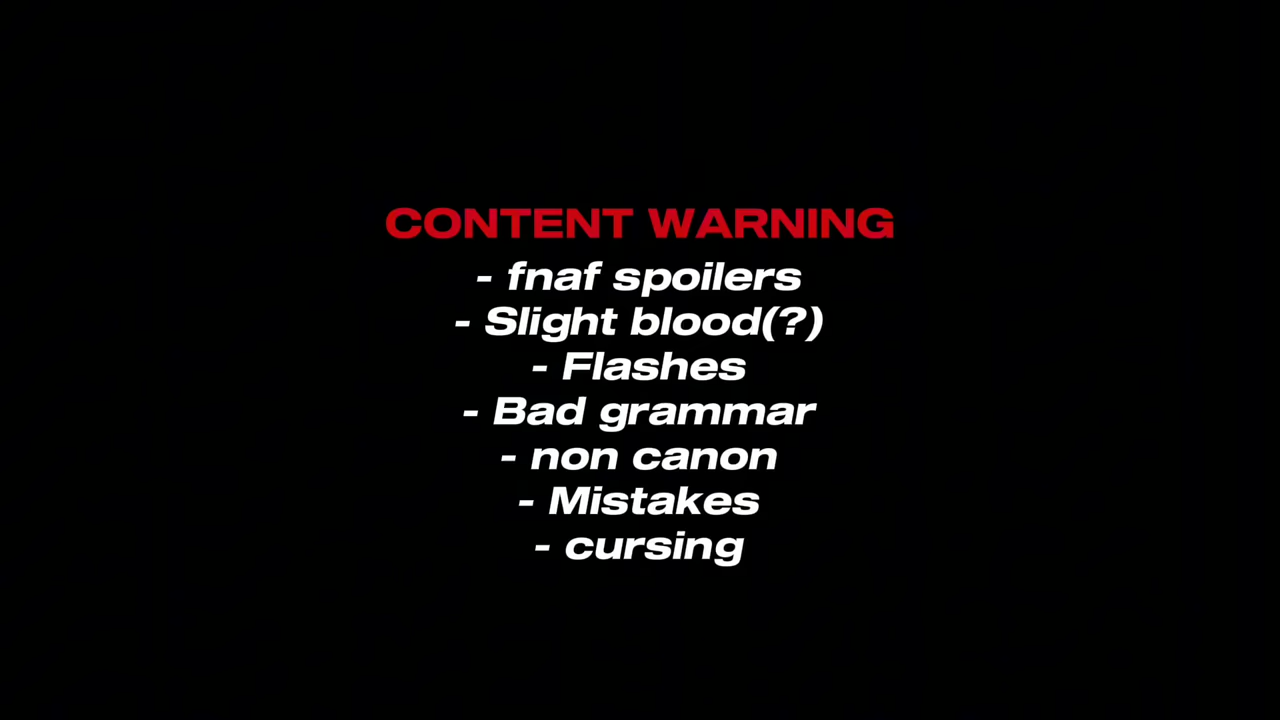 CONTENT WARNING
- fnaf spoilers
- Slight blood(?)
- Flashes
- Bad grammar
- non canon
- Mistakes
- cursing